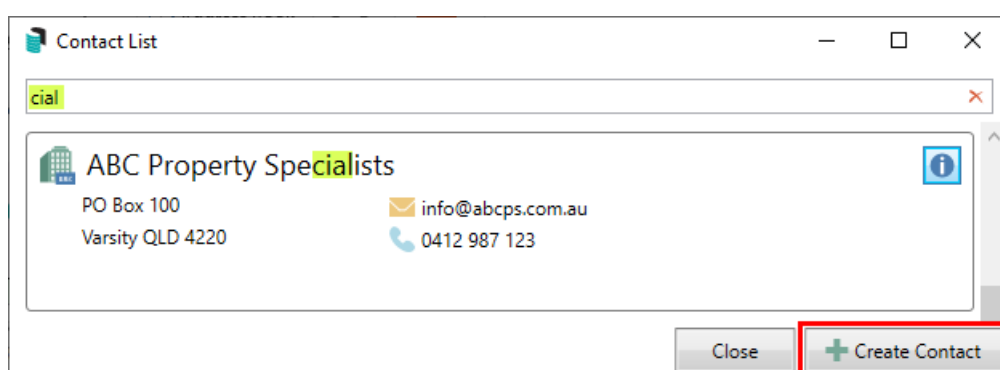 Contact List
cial
ABC Property Specialists
PO Box 100
info@abcps.com.au
Varsity QLD 4220
0412 987 123
Close
Create Contact